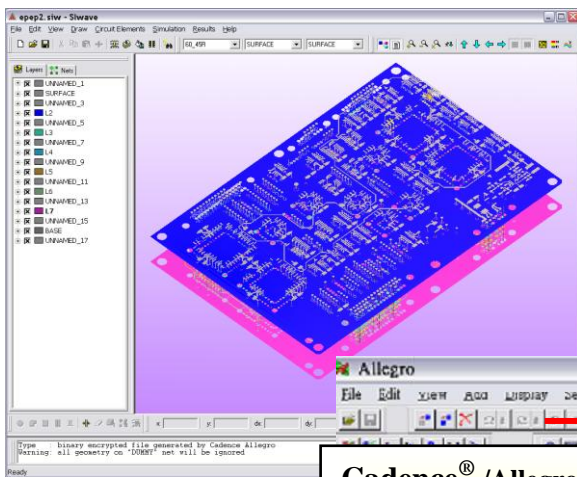 epep2.siw - SIwave
File Edit View Draw Circuit Elements Simulation Results Help
60_45R SURFACE SURFACE
Layers Nets
UNNAMED_1
SURFACE
UNNAMED_3
L2
UNNAMED_5
L3
UNNAMED_7
L4
UNNAMED_9
L5
UNNAMED_11
L6
UNNAMED_13
L7
UNNAMED_15
BASE
UNNAMED_17
Allegro
File Edit View Add Display
x y dx dy
Type : binary encrypted file generated by Cadence Allegro
Warning: all geometry on "DUMMY" net will be ignored
Ready
Cadence® /Allegro